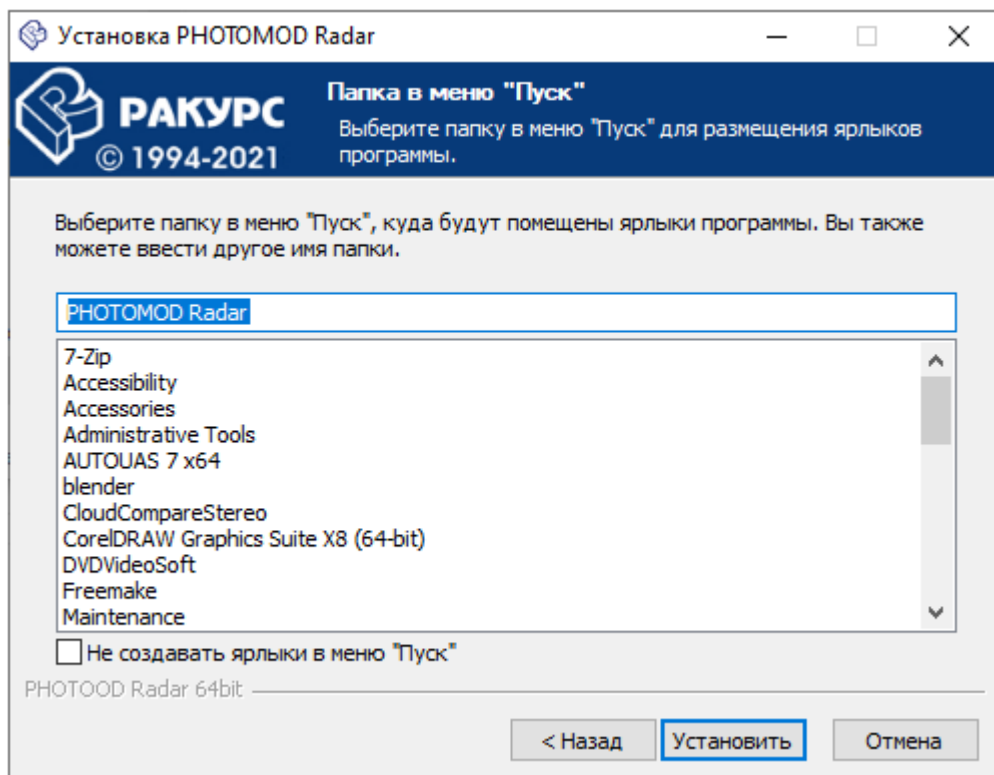 Установка PHOTOMOD Radar
РАКУРС
© 1994-2021
Папка в меню "Пуск"
Выберите папку в меню "Пуск" для размещения ярлыков
программы.
Выберите папку в меню "Пуск", куда будут помещены ярлыки программы. Вы также
можете ввести другое имя папки.
PHOTOMOD Radar
7-Zip
Accessibility
Accessories
Administrative Tools
AUTOUAS 7 x64
blender
CloudCompareStereo
CorelDRAW Graphics Suite X8 (64-bit)
DVDVideoSoft
Freemake
Maintenance
Не создавать ярлыки в меню "Пуск"
PHOTOOD Radar 64bit
< Назад
Установить
Отмена